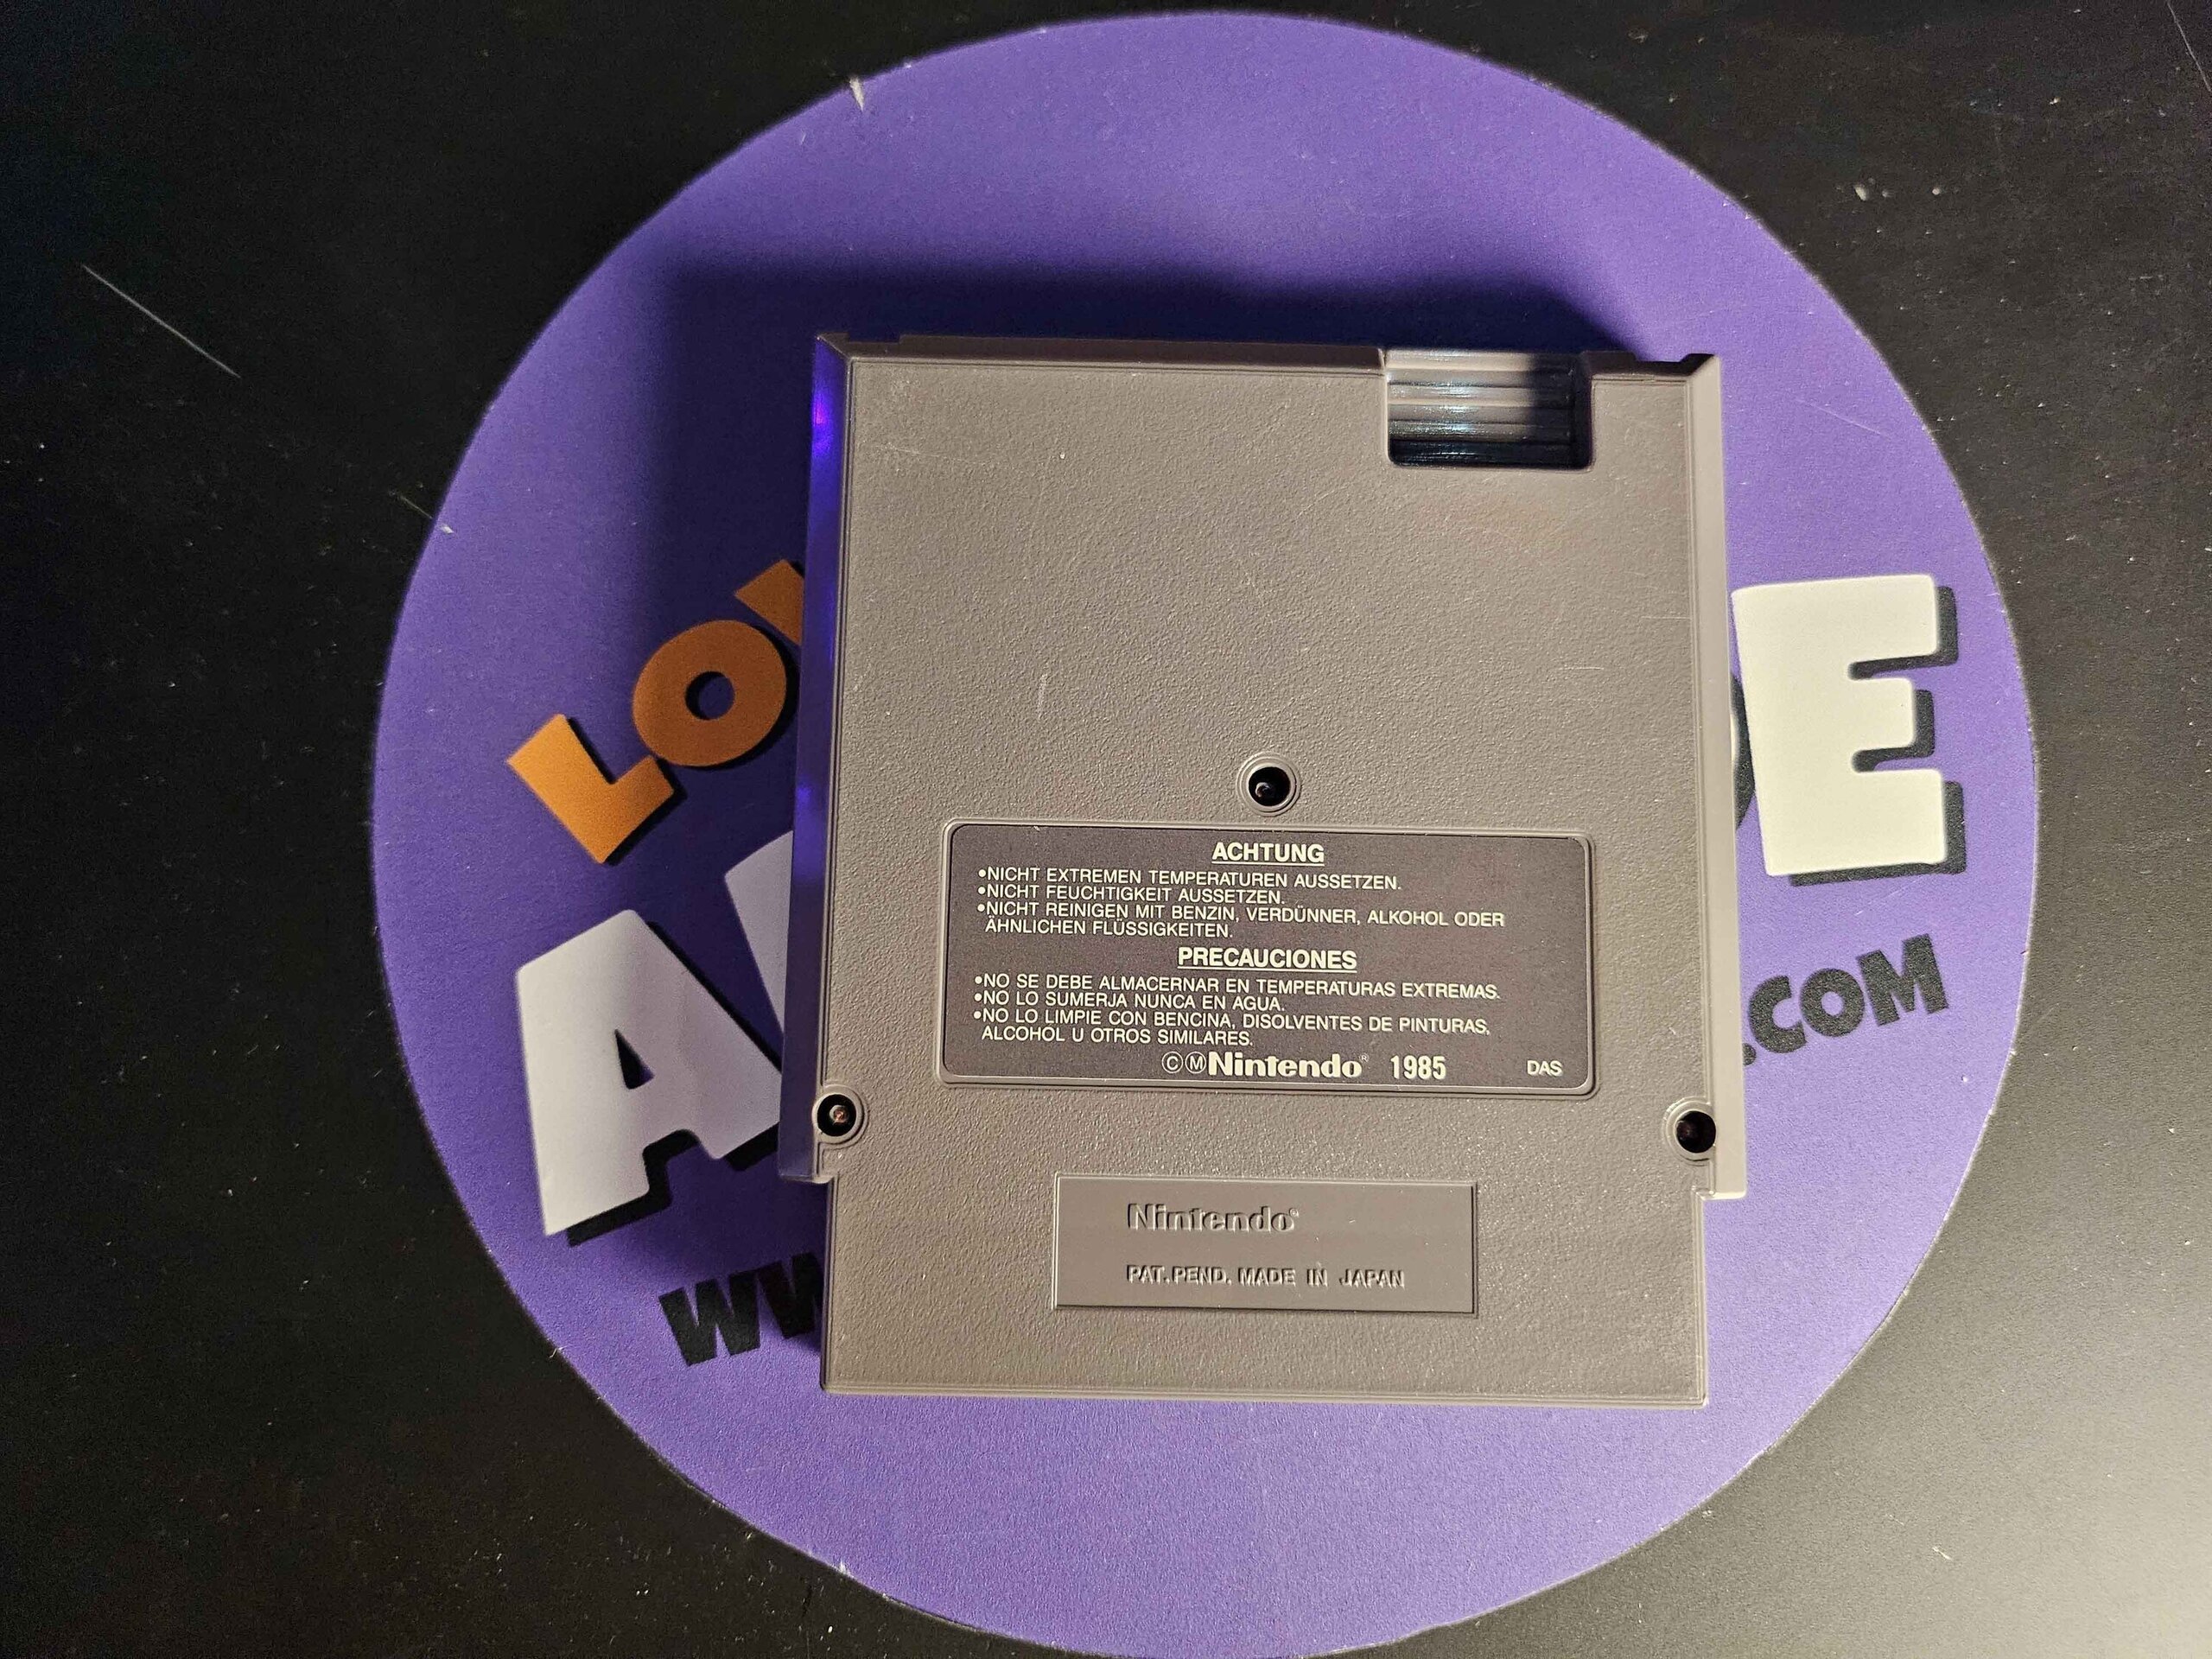 ACHTUNG
•NICHT EXTREMEN TEMPERATUREN AUSSETZEN.
•NICHT FEUCHTIGKEIT AUSSETZEN.
•NICHT REINIGEN MIT BENZIN, VERDÜNNER, ALKOHOL ODER
ÄHNLICHEN FLÜSSIGKEITEN.
PRECAUCIONES
•NO SE DEBE ALMACERNAR EN TEMPERATURAS EXTREMAS.
•NO LO SUMERJA NUNCA EN AGUA.
•NO LO LIMPIE CON BENCINA, DISOLVENTES DE PINTURAS,
ALCOHOL U OTROS SIMILARES.
©Ⓜ Nintendo® 1985 DAS
Nintendo®
PAT. PEND. MADE IN JAPAN
.COM